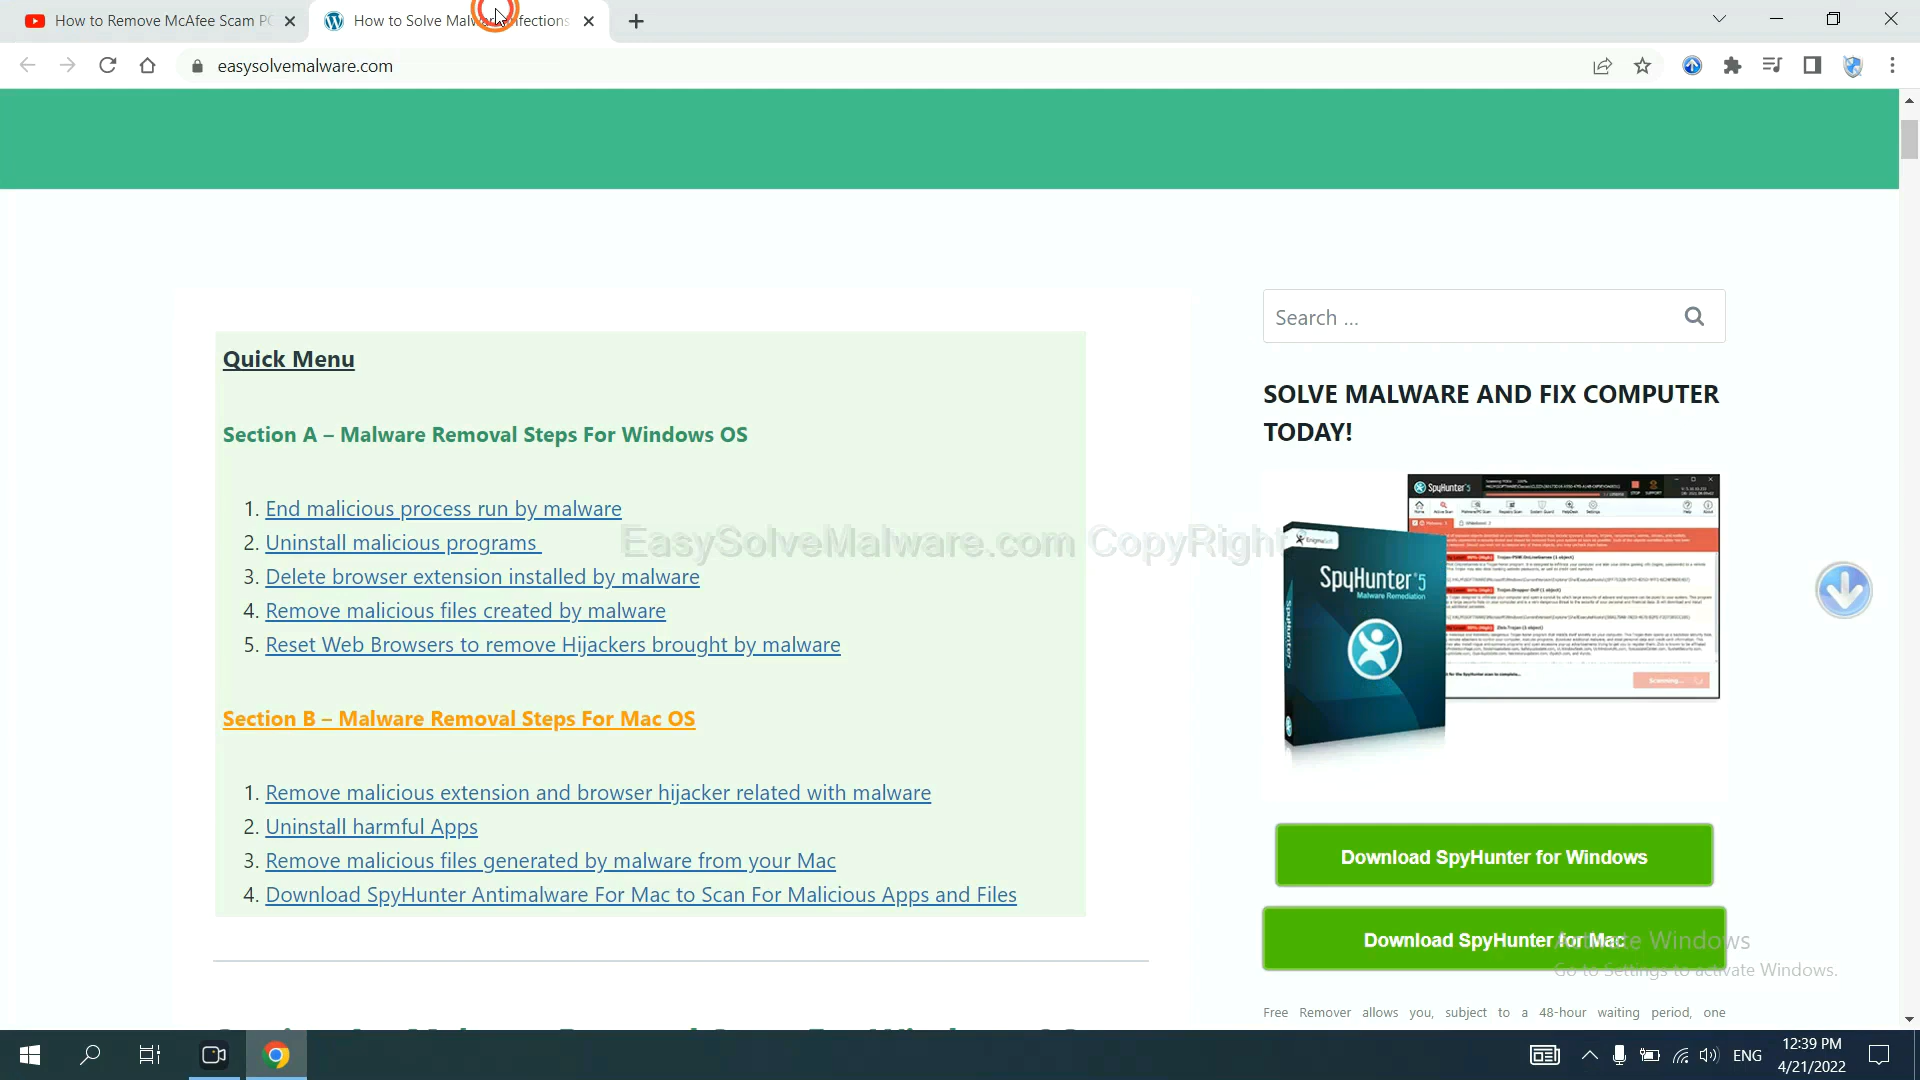 How to Remove McAfee Scam P
How to Solve Malware Infections
easysolvemalware.com
Quick Menu
Section A – Malware Removal Steps For Windows OS
1. End malicious process run by malware
2. Uninstall malicious programs
3. Delete browser extension installed by malware
4. Remove malicious files created by malware
5. Reset Web Browsers to remove Hijackers brought by malware
Section B – Malware Removal Steps For Mac OS
1. Remove malicious extension and browser hijacker related with malware
2. Uninstall harmful Apps
3. Remove malicious files generated by malware from your Mac
4. Download SpyHunter Antimalware For Mac to Scan For Malicious Apps and Files
EasySolveMalware.com CopyRight
Search ...
SOLVE MALWARE AND FIX COMPUTER
TODAY!
EnigmaSoft
SpyHunter 5
Malware Remediation
SpyHunter 5
Scanning...
Download SpyHunter for Windows
Download SpyHunter for Mac
Activate Windows
Go to Settings to activate Windows.
Free Remover allows you, subject to a 48-hour waiting period, one
ENG
12:39 PM
4/21/2022